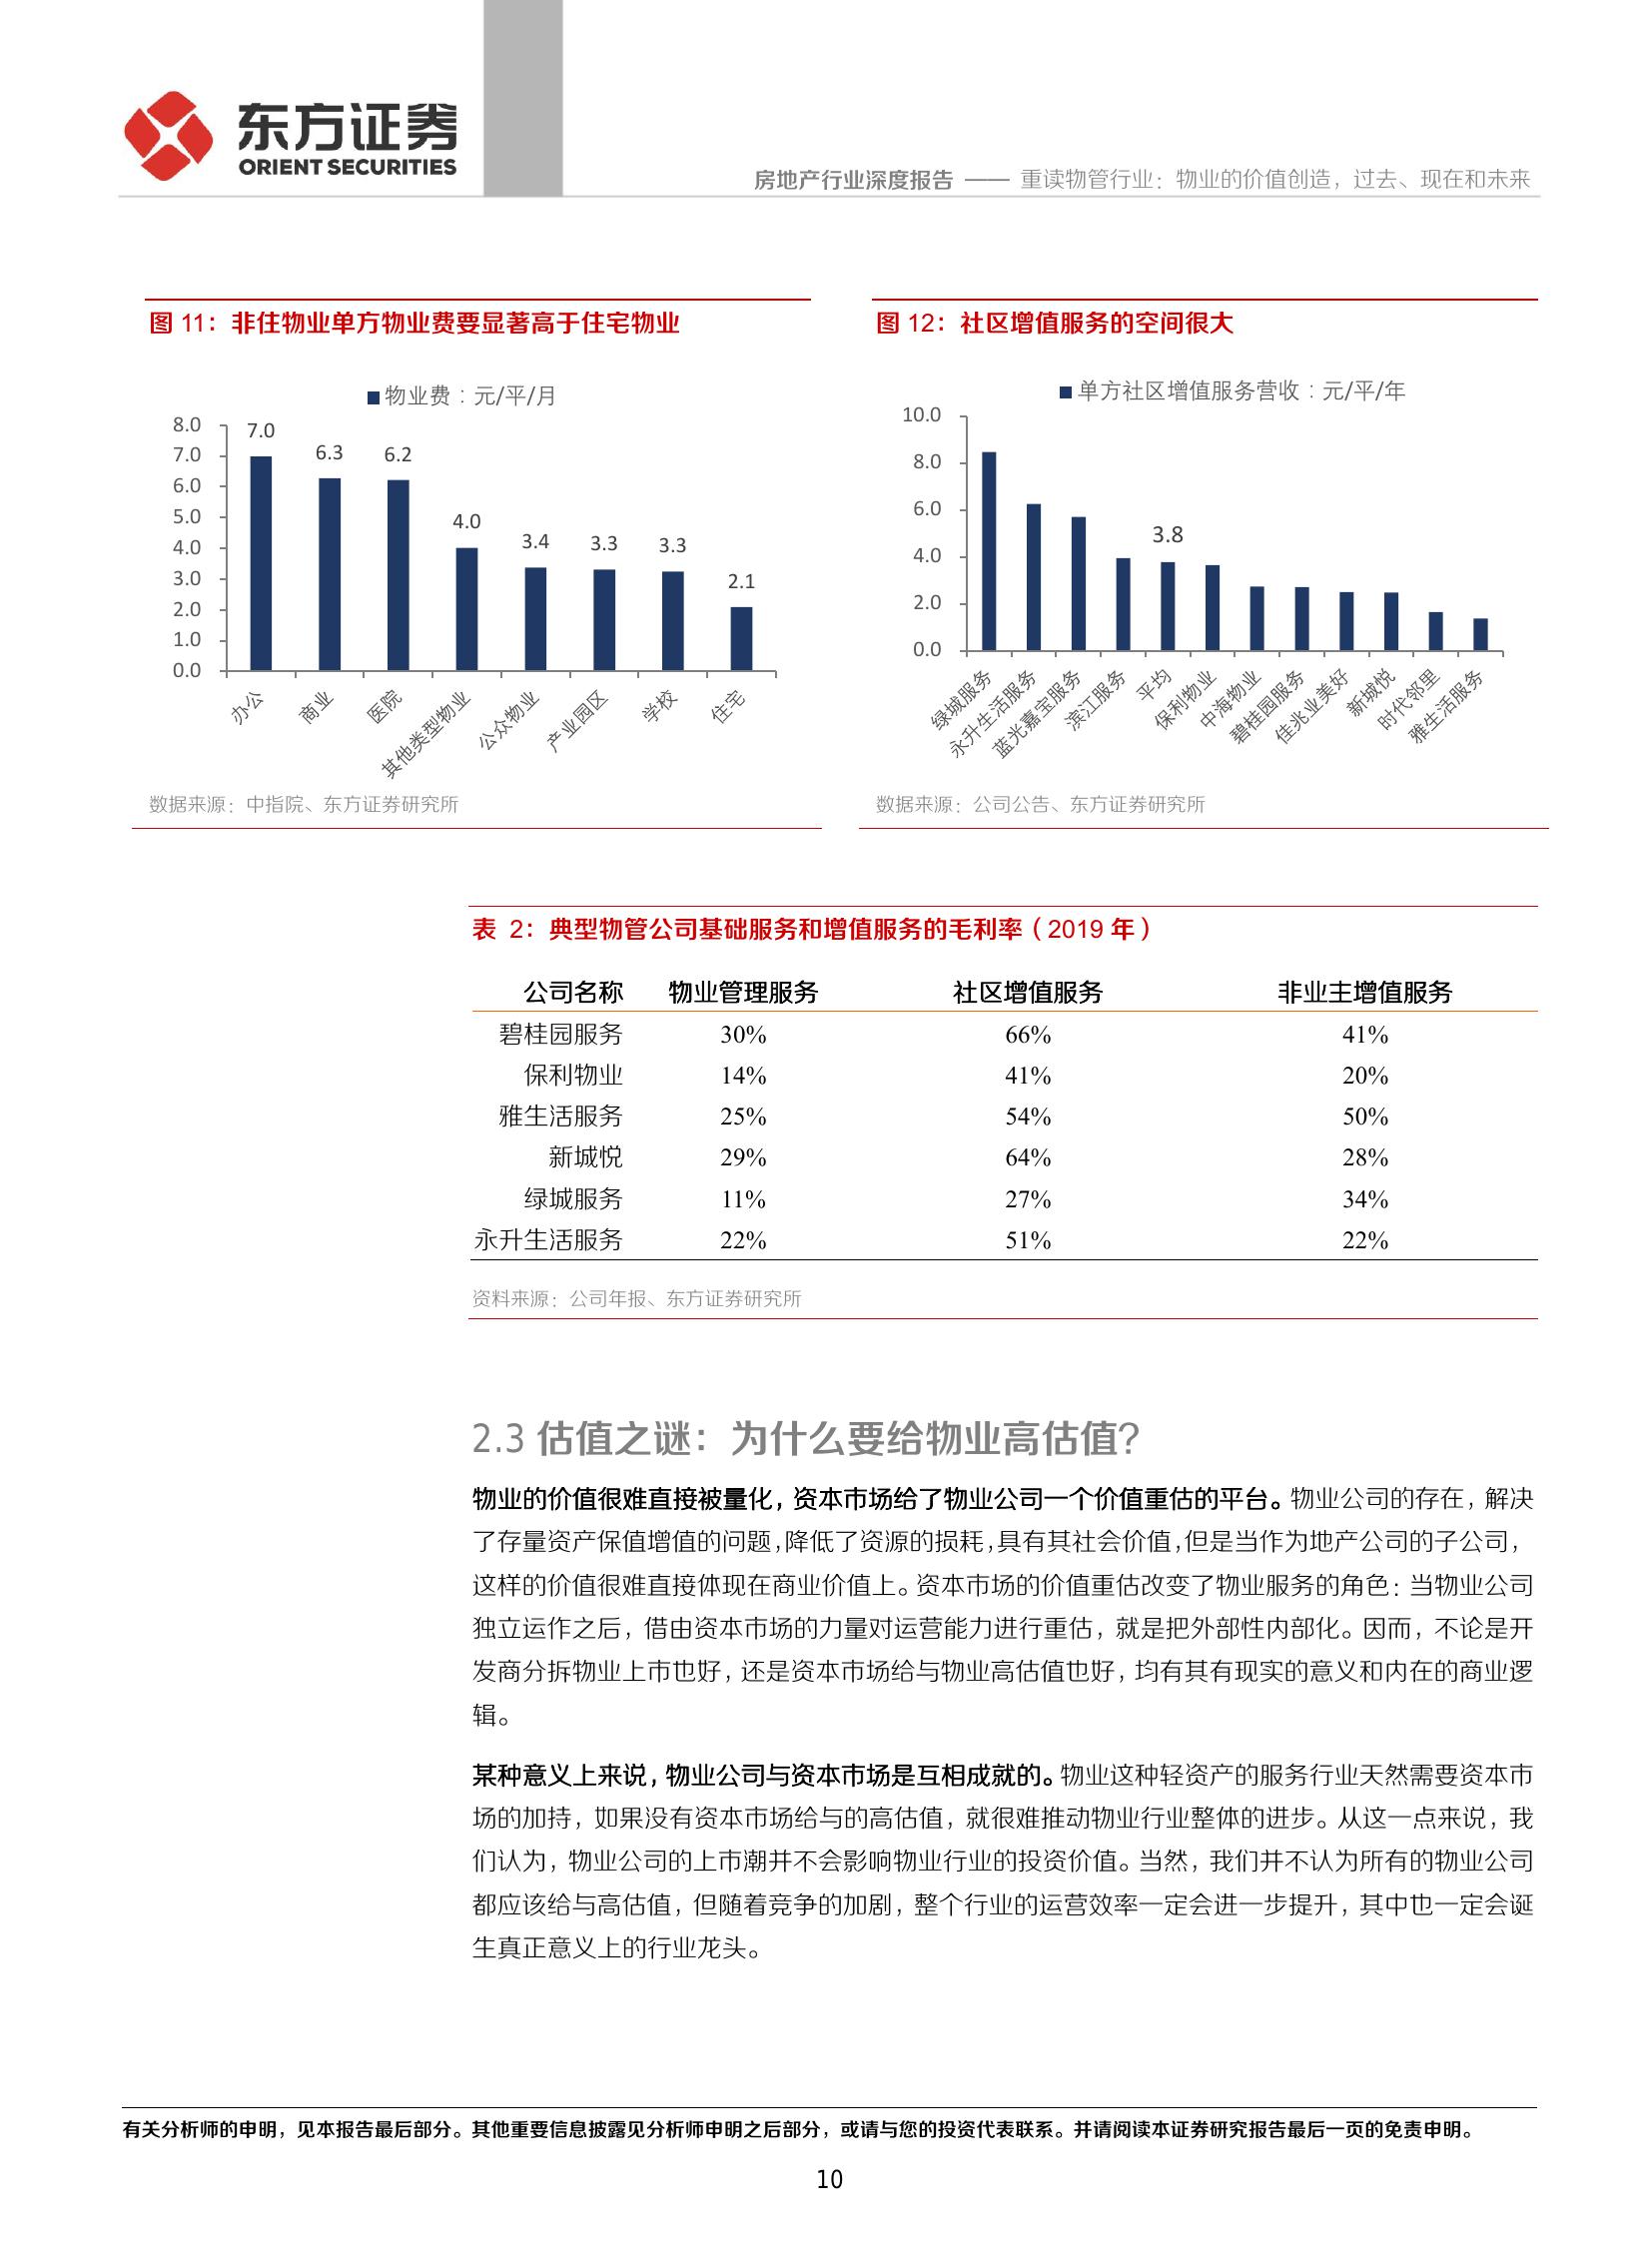 东方证券
ORIENT SECURITIES
房地产行业深度报告 —— 重读物管行业：物业的价值创造，过去、现在和未来
图 11：非住物业单方物业费要显著高于住宅物业
物业费：元/平/月
8.0
7.0
6.0
5.0
4.0
3.0
2.0
1.0
0.0
7.0
6.3
6.2
4.0
3.4
3.3
3.3
2.1
办公
商业
医院
其他类型物业
公众物业
产业园区
学校
住宅
数据来源：中指院、东方证券研究所
图 12：社区增值服务的空间很大
单方社区增值服务营收：元/平/年
10.0
8.0
6.0
4.0
2.0
0.0
3.8
绿城服务
永升生活服务
蓝光嘉宝服务
滨江服务
平均
保利物业
中海物业
碧桂园服务
佳兆业美好
新城悦
时代邻里
雅生活服务
数据来源：公司公告、东方证券研究所
表 2：典型物管公司基础服务和增值服务的毛利率（2019 年）
公司名称 物业管理服务 社区增值服务 非业主增值服务
碧桂园服务 30% 66% 41%
保利物业 14% 41% 20%
雅生活服务 25% 54% 50%
新城悦 29% 64% 28%
绿城服务 11% 27% 34%
永升生活服务 22% 51% 22%
资料来源：公司年报、东方证券研究所
2.3 估值之谜：为什么要给物业高估值？
物业的价值很难直接被量化，资本市场给了物业公司一个价值重估的平台。物业公司的存在，解决
了存量资产保值增值的问题，降低了资源的损耗，具有其社会价值，但是当作为地产公司的子公司，
这样的价值很难直接体现在商业价值上。资本市场的价值重估改变了物业服务的角色：当物业公司
独立运作之后，借由资本市场的力量对运营能力进行重估，就是把外部性内部化。因而，不论是开
发商分拆物业上市也好，还是资本市场给与物业高估值也好，均有其有现实的意义和内在的商业逻
辑。
某种意义上来说，物业公司与资本市场是互相成就的。物业这种轻资产的服务行业天然需要资本市
场的加持，如果没有资本市场给与的高估值，就很难推动物业行业整体的进步。从这一点来说，我
们认为，物业公司的上市潮并不会影响物业行业的投资价值。当然，我们并不认为所有的物业公司
都应该给与高估值，但随着竞争的加剧，整个行业的运营效率一定会进一步提升，其中也一定会诞
生真正意义上的行业龙头。
有关分析师的申明，见本报告最后部分。其他重要信息披露见分析师申明之后部分，或请与您的投资代表联系。并请阅读本证券研究报告最后一页的免责申明。
10